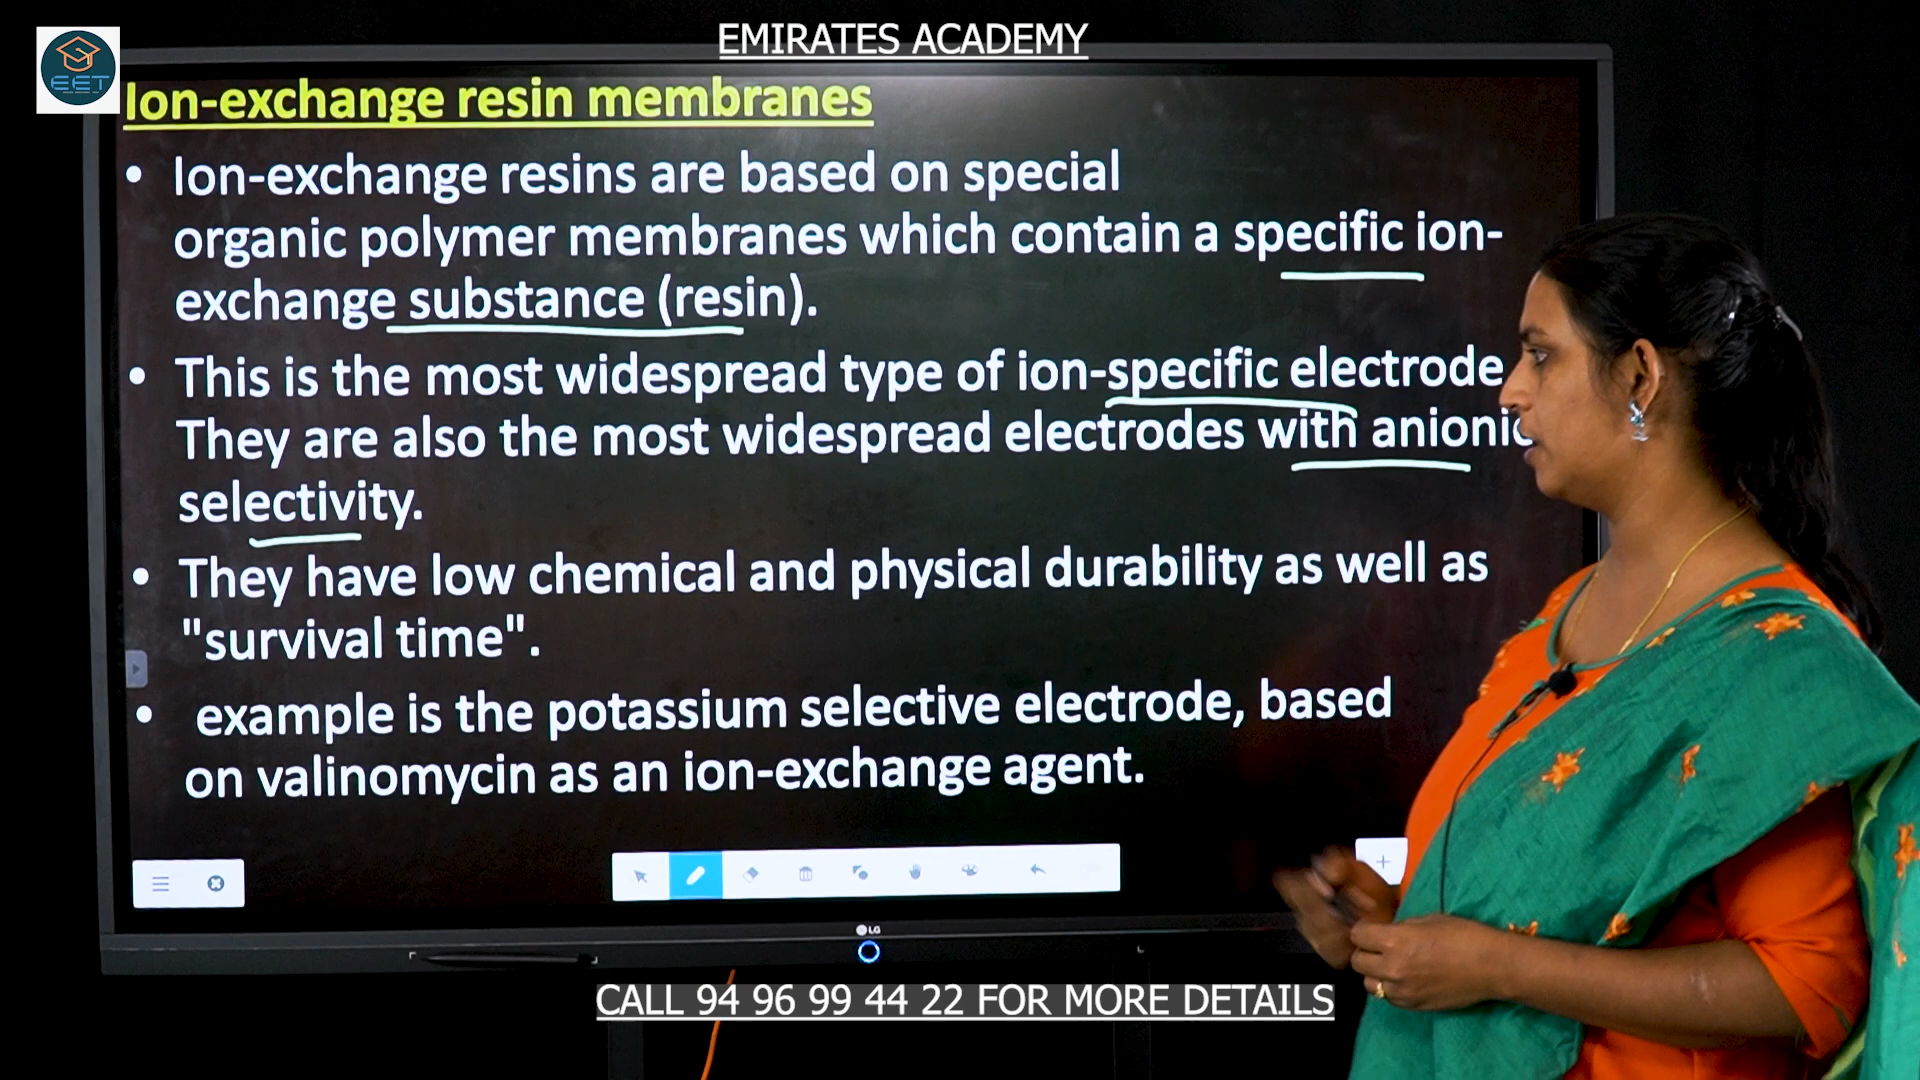 EMIRATES ACADEMY
EET
Ion-exchange resin membranes
• Ion-exchange resins are based on special
organic polymer membranes which contain a specific ion-
exchange substance (resin).
• This is the most widespread type of ion-specific electrode
They are also the most widespread electrodes with anionic
selectivity.
• They have low chemical and physical durability as well as
"survival time".
• example is the potassium selective electrode, based
on valinomycin as an ion-exchange agent.
LG
CALL 94 96 99 44 22 FOR MORE DETAILS